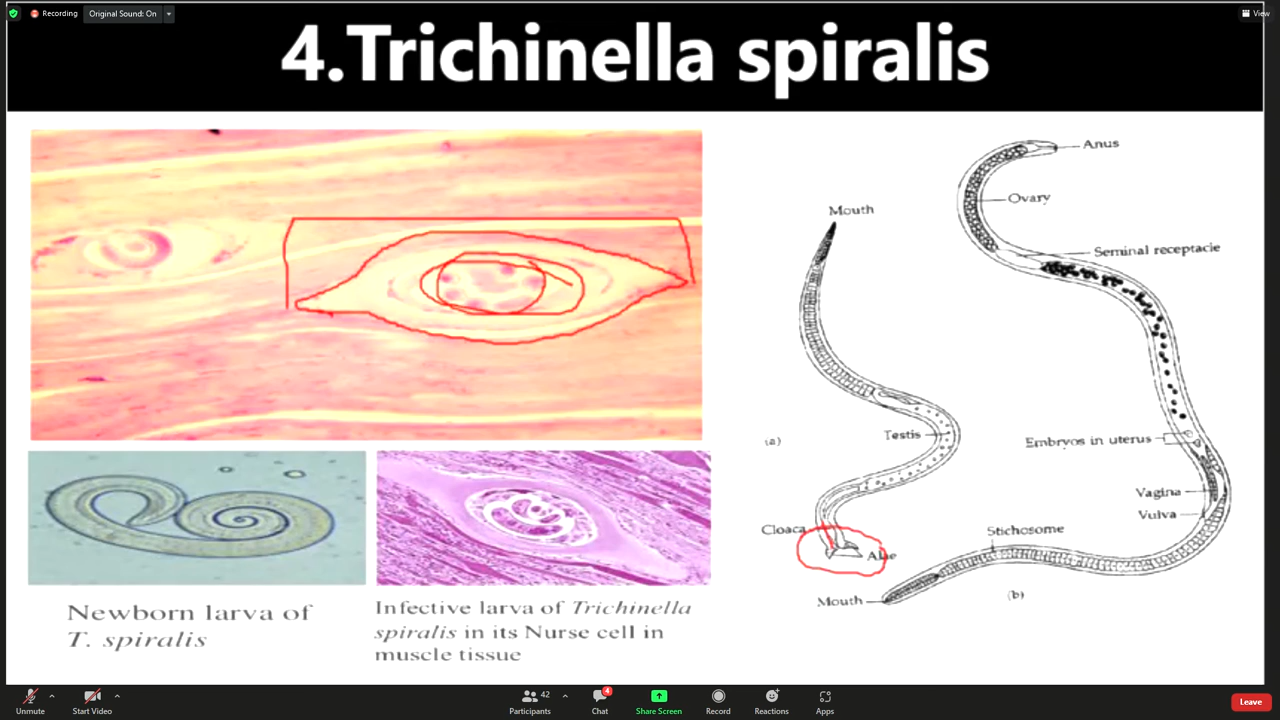 Recording
Original Sound: On
View
4.Trichinella spiralis
Anus
Ovary
Mouth
Seminal receptacie
Testis
(a)
Embryos in uterus
Vagina
Vulva
Cloaca
Alae
Stichosome
Mouth
(b)
Newborn larva of
T. spiralis
Infective larva of Trichinella
spiralis in its Nurse cell in
muscle tissue
Unmute
Start Video
42
Participants
4
Chat
Share Screen
Record
Reactions
Apps
Leave